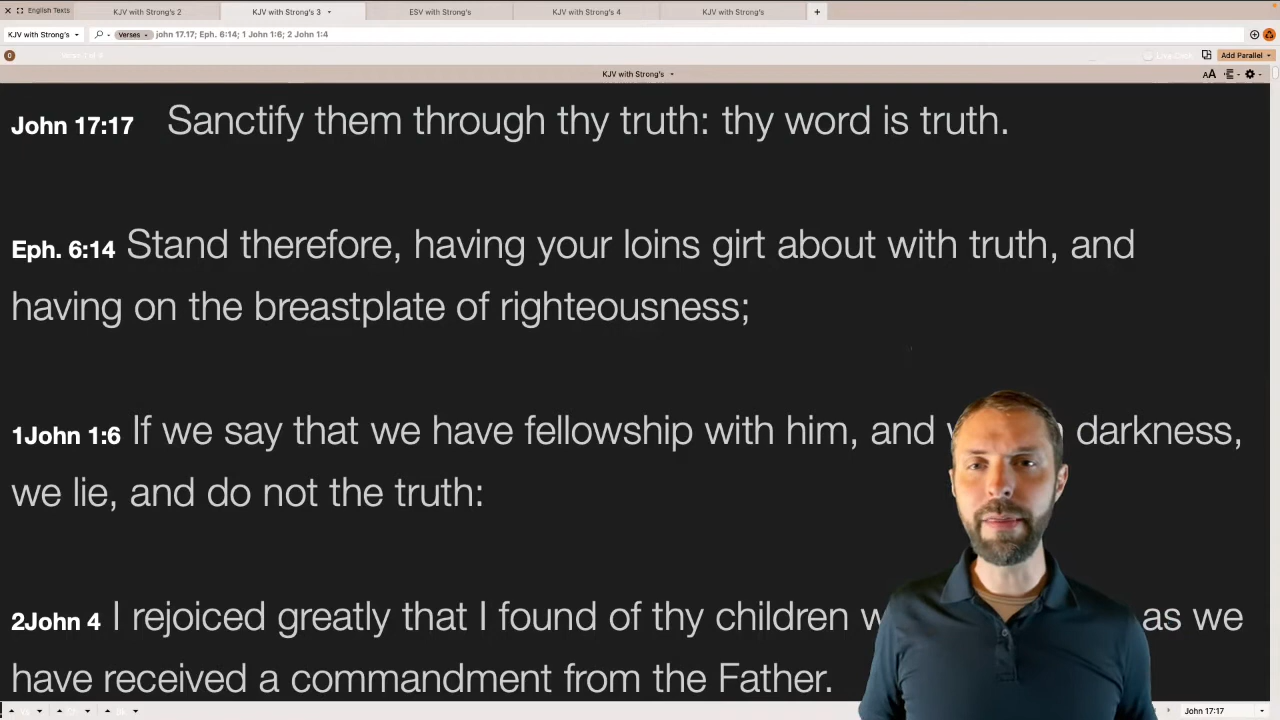 English Texts
KJV with Strong's 2
KJV with Strong's 3
ESV with Strong's
KJV with Strong's 4
KJV with Strong's
+
KJV with Strong's
Verses
john 17.17; Eph. 6:14; 1 John 1:6; 2 John 1:4
0
Add Parallel
KJV with Strong's
AA
John 17:17 Sanctify them through thy truth: thy word is truth.
Eph. 6:14 Stand therefore, having your loins girt about with truth, and
having on the breastplate of righteousness;
1John 1:6 If we say that we have fellowship with him, and darkness,
we lie, and do not the truth:
2John 4 I rejoiced greatly that I found of thy children as we
have received a commandment from the Father.
John 17:17